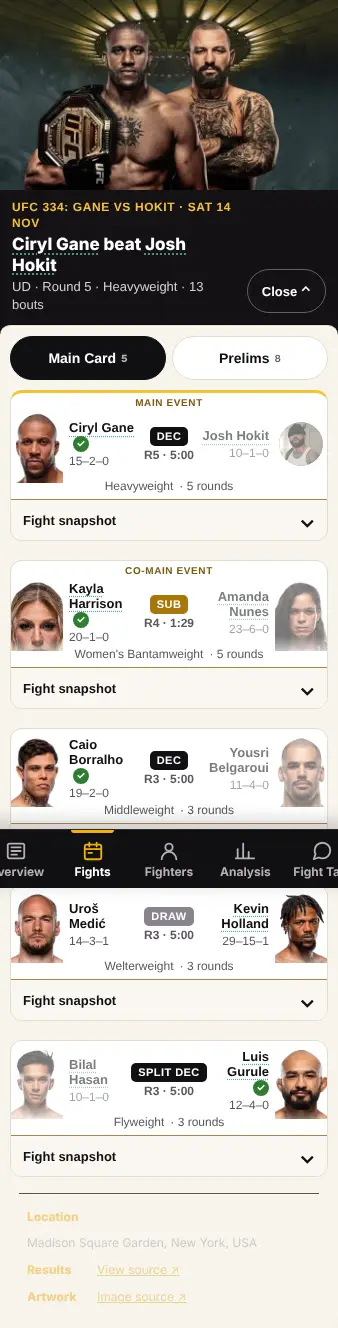 UFC 334: GANE VS HOKIT · SAT 14
NOV
Ciryl Gane beat Josh
Hokit
UD · Round 5 · Heavyweight · 13
bouts
Close
Main Card 5
Prelims 8
MAIN EVENT
Ciryl Gane
15–2–0
DEC
R5 · 5:00
Josh Hokit
10–1–0
Heavyweight · 5 rounds
Fight snapshot
CO-MAIN EVENT
Kayla
Harrison
20–1–0
SUB
R4 · 1:29
Amanda
Nunes
23–6–0
Women's Bantamweight · 5 rounds
Fight snapshot
Caio
Borralho
19–2–0
DEC
R3 · 5:00
Yousri
Belgaroui
11–4–0
Middleweight · 3 rounds
verview
Fights
Fighters
Analysis
Fight Ta
Uroš
Medić
14–3–1
DRAW
R3 · 5:00
Kevin
Holland
29–15–1
Welterweight · 3 rounds
Fight snapshot
Bilal
Hasan
10–1–0
SPLIT DEC
R3 · 5:00
Luis
Gurule
12–4–0
Flyweight · 3 rounds
Fight snapshot
Location
Madison Square Garden, New York, USA
Results View source ↗
Artwork Image source ↗